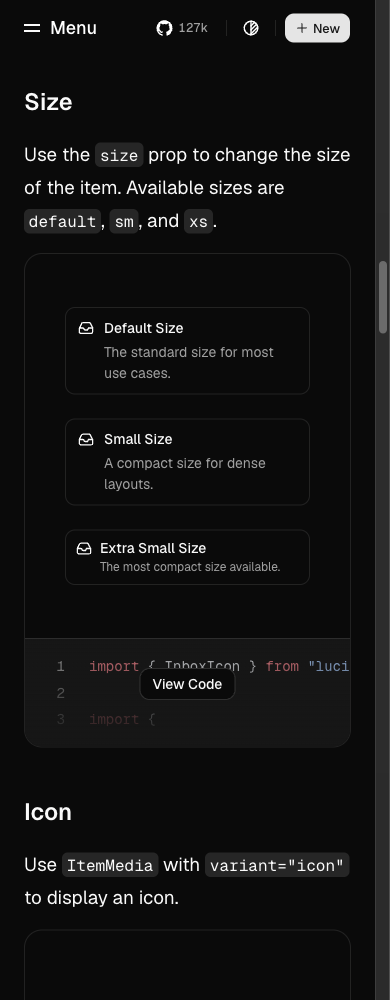 Menu 127k + New
Size
Use the size prop to change the size
of the item. Available sizes are
default, sm, and xs.
Default Size
The standard size for most
use cases.
Small Size
A compact size for dense
layouts.
Extra Small Size
The most compact size available.
1 import { InboxIcon } from "luci
View Code
2
3 import {
Icon
Use ItemMedia with variant="icon"
to display an icon.